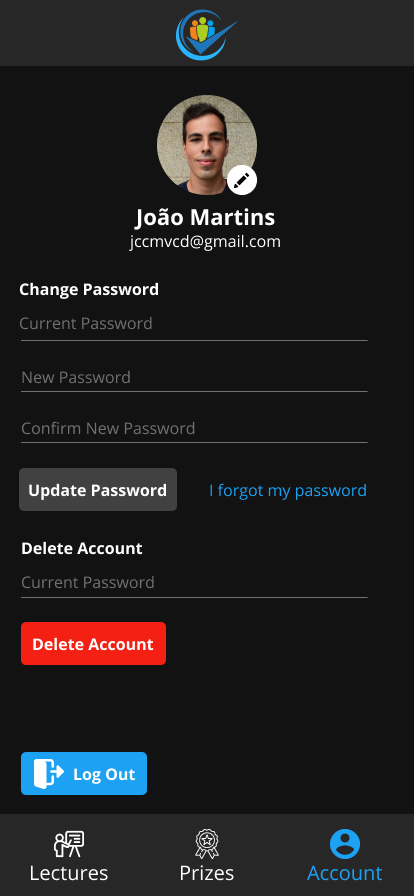 João Martins
jccmvcd@gmail.com
Change Password
Current Password
New Password
Confirm New Password
Update Password
I forgot my password
Delete Account
Current Password
Delete Account
Log Out
Lectures
Prizes
Account